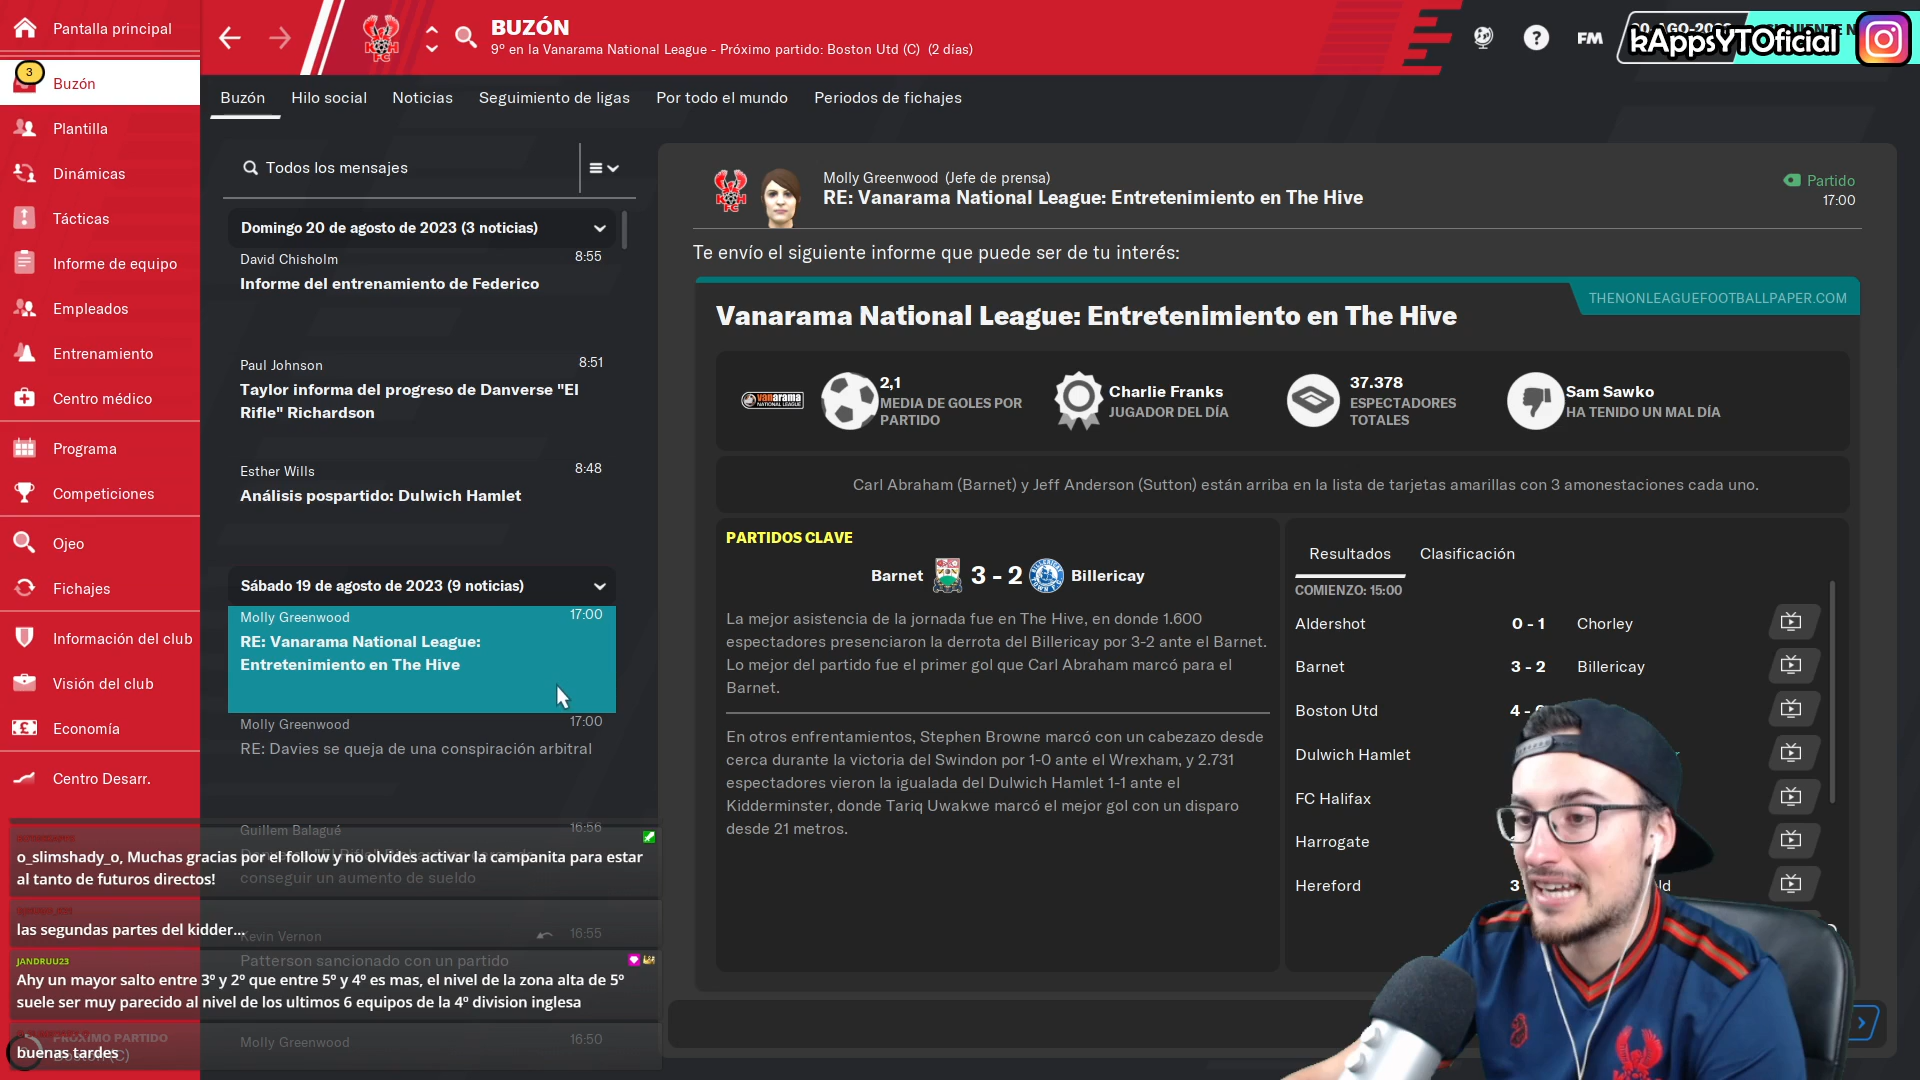 Pantalla principal
3
Buzón
Plantilla
Dinámicas
Tácticas
Informe de equipo
Empleados
Entrenamiento
Centro médico
Programa
Competiciones
Ojeo
Fichajes
Información del club
Visión del club
Economía
Centro Desarr.
BUZÓN
9º en la Vanarama National League - Próximo partido: Boston Utd (C) (2 días)
FM
kAppsYTOficial
Buzón
Hilo social
Noticias
Seguimiento de ligas
Por todo el mundo
Periodos de fichajes
Todos los mensajes
Domingo 20 de agosto de 2023 (3 noticias)
David Chisholm
8:55
Informe del entrenamiento de Federico
Paul Johnson
8:51
Taylor informa del progreso de Danverse "El
Rifle" Richardson
Esther Wills
8:48
Análisis pospartido: Dulwich Hamlet
Sábado 19 de agosto de 2023 (9 noticias)
Molly Greenwood
17:00
RE: Vanarama National League:
Entretenimiento en The Hive
Molly Greenwood
17:00
RE: Davies se queja de una conspiración arbitral
Guillem Balagué
16:56
conseguir un aumento de sueldo
Kevin Vernon
16:55
Patterson sancionado con un partido
Molly Greenwood
16:50
o_slimshady_o, Muchas gracias por el follow y no olvides activar la campanita para estar
al tanto de futuros directos!
las segundas partes del kidder...
JANDRUU23
Ahy un mayor salto entre 3º y 2º que entre 5º y 4º es mas, el nivel de la zona alta de 5º
suele ser muy parecido al nivel de los ultimos 6 equipos de la 4º division inglesa
PRÓXIMO PARTIDO
buenas tardes
Molly Greenwood (Jefe de prensa)
RE: Vanarama National League: Entretenimiento en The Hive
Partido
17:00
Te envío el siguiente informe que puede ser de tu interés:
THENONLEAGUEFOOTBALLPAPER.COM
Vanarama National League: Entretenimiento en The Hive
vanarama
NATIONAL LEAGUE
2,1
MEDIA DE GOLES POR
PARTIDO
Charlie Franks
JUGADOR DEL DÍA
37.378
ESPECTADORES
TOTALES
Sam Sawko
HA TENIDO UN MAL DÍA
Carl Abraham (Barnet) y Jeff Anderson (Sutton) están arriba en la lista de tarjetas amarillas con 3 amonestaciones cada uno.
PARTIDOS CLAVE
Barnet 3 - 2 Billericay
La mejor asistencia de la jornada fue en The Hive, en donde 1.600
espectadores presenciaron la derrota del Billericay por 3-2 ante el Barnet.
Lo mejor del partido fue el primer gol que Carl Abraham marcó para el
Barnet.
En otros enfrentamientos, Stephen Browne marcó con un cabezazo desde
cerca durante la victoria del Swindon por 1-0 ante el Wrexham, y 2.731
espectadores vieron la igualada del Dulwich Hamlet 1-1 ante el
Kidderminster, donde Tariq Uwakwe marcó el mejor gol con un disparo
desde 21 metros.
Resultados
Clasificación
COMIENZO: 15:00
Aldershot 0 - 1 Chorley
Barnet 3 - 2 Billericay
Boston Utd 4 -
Dulwich Hamlet
FC Halifax
Harrogate
Hereford 3